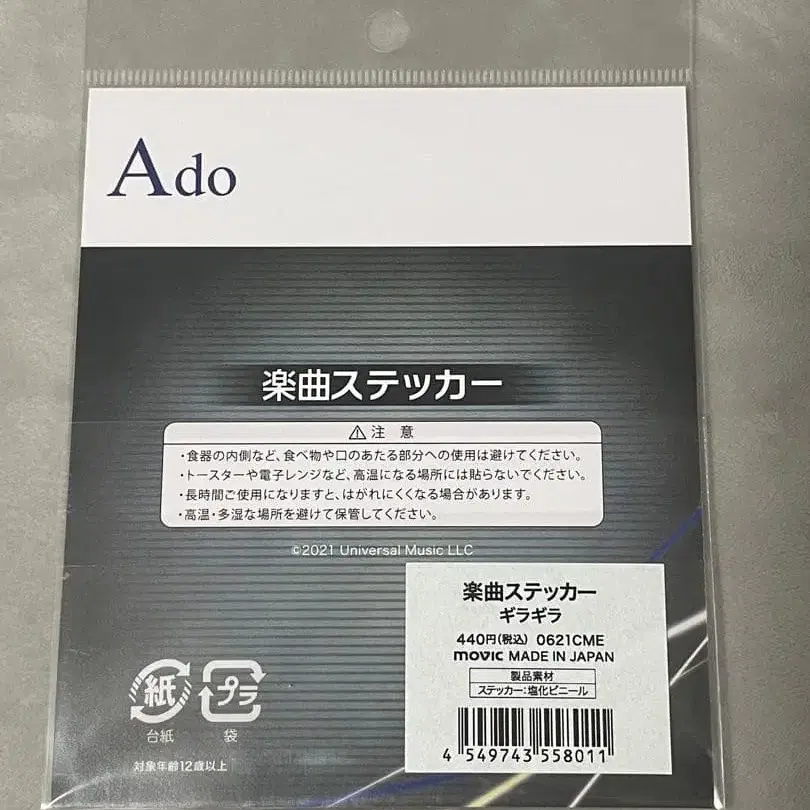 Ado
楽曲ステッカー
⚠注 意
・食器の内側など、食べ物や口のあたる部分への使用は避けてください。
・トースターや電子レンジなど、高温になる場所には貼らないでください。
・長時間ご使用になりますと、はがれにくくなる場合があります。
・高温・多湿な場所を避けて保管してください。
©2021 Universal Music LLC
楽曲ステッカー
ギラギラ
440円(税込) 0621CME
movic MADE IN JAPAN
製品素材
ステッカー:塩化ビニール
4 549743 558011
紙 プラ
台紙 袋
対象年齢12歳以上